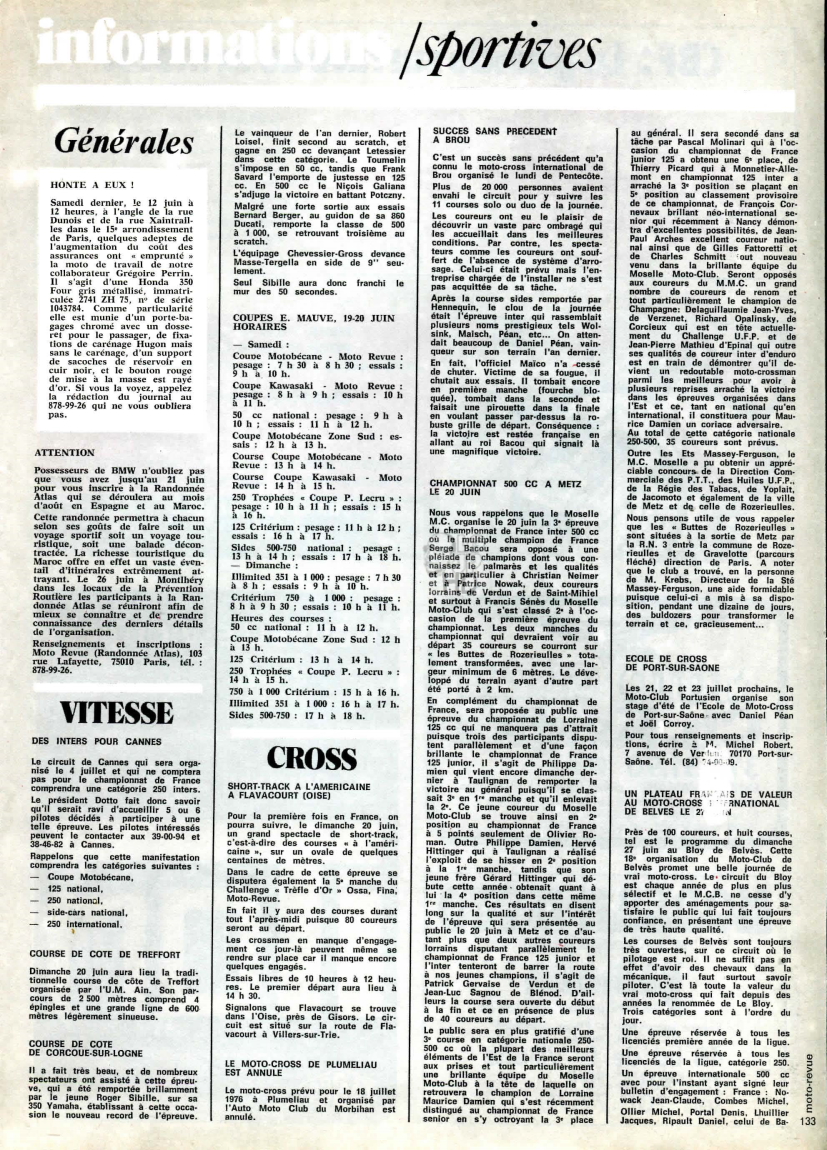 informations /sportives
Générales
HONTE A EUX !
Samedi dernier, le 12 juin à
12 heures, à l'angle de la rue
Dunois et de la rue Xaintrail-
les dans le 15e arrondissement
de Paris, quelques adeptes de
l'augmentation du coût des
assurances ont « emprunté »
la moto de travail de notre
collaborateur Grégoire Perrin.
Il s'agit d'une Honda 350
Four gris métallisé, immatri-
culée 2741 ZH 75, nº de série
1043784. Comme particularité
elle est munie d'un porte-ba-
gages chromé avec un dosse-
ret pour le passager, de fixa-
tions de carénage Hugon mais
sans le carénage, d'un support
de sacoches de réservoir en
cuir noir, et le bouton rouge
de mise à la masse est rayé
d'or. Si vous la voyez, appelez
la rédaction du journal au
878-99-26 qui ne vous oubliera
pas.
ATTENTION
Possesseurs de BMW n'oubliez pas
que vous avez jusqu'au 21 juin
pour vous inscrire à la Randonnée
Atlas qui se déroulera au mois
d'août en Espagne et au Maroc.
Cette randonnée permettra à chacun
selon ses goûts de faire soit un
voyage sportif soit un voyage tou-
ristique, soit une balade décon-
tractée. La richesse touristique du
Maroc offre en effet un vaste éven-
tail d'itinéraires extrêmement at-
trayant. Le 26 juin à Montlhéry
dans les locaux de la Prévention
Routière les participants à la Ran-
donnée Atlas se réuniront afin de
mieux se connaître et de prendre
connaissance des derniers détails
de l'organisation.
Renseignements et inscriptions :
Moto Revue (Randonnée Atlas), 103
rue Lafayette, 75010 Paris, tél. :
878-99-26.
VITESSE
DES INTERS POUR CANNES
Le circuit de Cannes qui sera orga-
nisé le 4 juillet et qui ne comptera
pas pour le championnat de France
comprendra une catégorie 250 inters.
Le président Dotto fait donc savoir
qu'il serait ravi d'accueillir 5 ou 6
pilotes décidés à participer à une
telle épreuve. Les pilotes intéressés
peuvent le contacter aux 39-00-94 et
38-46-82 à Cannes.
Rappelons que cette manifestation
comprendra les catégories suivantes :
— Coupe Motobécane,
— 125 national,
— 250 national,
— side-cars national,
— 250 international.
COURSE DE COTE DE TREFFORT
Dimanche 20 juin aura lieu la tradi-
tionnelle course de côte de Treffort
organisée par l'U.M. Ain. Son par-
cours de 2 500 mètres comprend 4
épingles et une grande ligne de 600
mètres légèrement sinueuse.
COURSE DE COTE
DE CORCOUE-SUR-LOGNE
Il a fait très beau, et de nombreux
spectateurs ont assisté à cette épreu-
ve, qui a été remportée brillamment
par le jeune Roger Sibille, sur sa
350 Yamaha, établissant à cette occa-
sion le nouveau record de l'épreuve.
Le vainqueur de l'an dernier, Robert
Loisel, finit second au scratch, et
gagne en 250 cc devançant Letessier
dans cette catégorie. Le Toumelin
s'impose en 50 cc, tandis que Frank
Savard l'emporte de justesse en 125
cc. En 500 cc le Niçois Galiana
s'adjuge la victoire en battant Potczny.
Malgré une forte sortie aux essais
Bernard Berger, au guidon de sa 860
Ducati, remporte la classe de 500
à 1 000, se retrouvant troisième au
scratch.
L'équipage Chevessier-Gross devance
Masse-Tergella en side de 9'' seu-
lement.
Seul Sibille aura donc franchi le
mur des 50 secondes.
COUPES E. MAUVE, 19-20 JUIN
HORAIRES
— Samedi :
Coupe Motobécane - Moto Revue :
pesage : 7 h 30 à 8 h 30 ; essais :
9 h à 10 h.
Coupe Kawasaki - Moto Revue :
pesage : 8 h à 9 h ; essais : 10 h
à 11 h.
50 cc national : pesage : 9 h à
10 h ; essais : 11 h à 12 h.
Coupe Motobécane Zone Sud : es-
sais : 12 h à 13 h.
Course Coupe Motobécane - Moto
Revue : 13 h à 14 h.
Course Coupe Kawasaki - Moto
Revue : 14 h à 15 h.
250 Trophées « Coupe P. Lecru » :
pesage : 10 h à 11 h ; essais : 15 h
à 16 h.
125 Criterium : pesage : 11 h à 12 h ;
essais : 16 h à 17 h.
Sides 500-750 national : pesage :
13 h à 14 h ; essais : 17 h à 18 h.
— Dimanche :
Illimited 351 à 1 000 : pesage : 7 h 30
à 8 h ; essais : 9 h à 10 h.
Critérium 750 à 1 000 : pesage :
8 h à 9 h 30 ; essais : 10 h à 11 h.
Heures des courses :
50 cc national : 11 h à 12 h.
Coupe Motobécane Zone Sud : 12 h
à 13 h.
125 Critérium : 13 h à 14 h.
250 Trophées « Coupe P. Lecru » :
14 h à 15 h.
750 à 1 000 Critérium : 15 h à 16 h.
Illimited 351 à 1 000 : 16 h à 17 h.
Sides 500-750 : 17 h à 18 h.
CROSS
SHORT-TRACK A L'AMERICAINE
A FLAVACOURT (OISE)
Pour la première fois en France, on
pourra suivre, le dimanche 20 juin,
un grand spectacle de short-track,
c'est-à-dire des courses « à l'améri-
caine », sur un ovale de quelques
centaines de mètres.
Dans le cadre de cette épreuve se
disputera également la 5e manche du
Challenge « Trèfle d'Or » Ossa, Fina,
Moto-Revue.
En fait il y aura des courses durant
tout l'après-midi puisque 80 coureurs
seront au départ.
Les crossmen en manque d'engage-
ment ce jour-là peuvent même se
rendre sur place car il manque encore
quelques engagés.
Essais libres de 10 heures à 12 heu-
res. Le premier départ aura lieu à
14 h 30.
Signalons que Flavacourt se trouve
dans l'Oise, près de Gisors. Le cir-
cuit est situé sur la route de Fla-
vacourt à Villers-sur-Trie.
LE MOTO-CROSS DE PLUMELIAU
EST ANNULE
Le moto-cross prévu pour le 18 juillet
1976 à Plumeliau et organisé par
l'Auto Moto Club du Morbihan est
annulé.
SUCCES SANS PRECEDENT
A BROU
C'est un succès sans précédent qu'a
connu le moto-cross international de
Brou organisé le lundi de Pentecôte.
Plus de 20 000 personnes avaient
envahi le circuit pour y suivre les
11 courses solo ou duo de la journée.
Les coureurs ont eu le plaisir de
découvrir un vaste parc ombragé qui
les accueillait dans les meilleures
conditions. Par contre, les specta-
teurs comme les coureurs ont souf-
fert de l'absence de système d'arro-
sage. Celui-ci était prévu mais l'en-
treprise chargée de l'installer ne s'est
pas acquittée de sa tâche.
Après la course sides remportée par
Hennequin, le clou de la journée
était l'épreuve inter qui rassemblait
plusieurs noms prestigieux tels Wol-
sink, Maisch, Péan, etc... On atten-
dait beaucoup de Daniel Péan, vain-
queur sur son terrain l'an dernier.
En fait, l'officiel Maïco n'a cessé
de chuter. Victime de sa fougue, il
chutait aux essais. Il tombait encore
en première manche (fourche blo-
quée), tombait dans la seconde et
faisait une pirouette dans la finale
en voulant passer par-dessus la ro-
buste grille de départ. Conséquence :
la victoire est restée française en
allant au roi Bacou qui signait là
une magnifique victoire.
CHAMPIONNAT 500 CC A METZ
LE 20 JUIN
Nous vous rappelons que le Moselle
M.C. organise le 20 juin la 3e épreuve
du championnat de France inter 500 cc
où le multiple champion de France
Serge Bacou sera opposé à une
pléiade de champions dont vous con-
naissez le palmarès et les qualités
et en particulier à Christian Neimer
et à Patrice Nowak, deux coureurs
lorrains de Verdun et de Saint-Mihiel
et surtout à Francis Sénès du Moselle
Moto-Club qui s'est classé 2e à l'oc-
casion de la première épreuve du
championnat. Les deux manches du
championnat qui devraient voir au
départ 35 coureurs se courront sur
« les Buttes de Rozerieulles » tota-
lement transformées, avec une lar-
geur minimum de 6 mètres. Le déve-
loppé du terrain ayant d'autre part
été porté à 2 km.
En complément du championnat de
France, sera proposé au public une
épreuve du championnat de Lorraine
125 cc qui ne manquera pas d'attrait
puisque trois des participants dispu-
tent parallèlement et d'une façon
brillante le championnat de France
125 junior, il s'agit de Philippe Da-
mien qui vient encore dimanche der-
nier à Taulignan de remporter la
victoire au général puisqu'il se clas-
sait 3e en 1re manche et qu'il enlevait
la 2e. Ce jeune coureur du Moselle
Moto-Club se trouve ainsi en 2e
position au championnat de France
à 5 points seulement de Olivier Ro-
man. Outre Philippe Damien, Hervé
Hittinger qui à Taulignan a réalisé
l'exploit de se hisser en 2e position
à la 1re manche, tandis que son
jeune frère Gérard Hittinger qui dé-
bute cette année obtenait quant à
lui la 4e position dans cette même
1re manche. Ces résultats en disent
long sur la qualité et sur l'intérêt
de l'épreuve qui sera présentée au
public le 20 juin à Metz et ce d'au-
tant plus que deux autres coureurs
lorrains disputant parallèlement le
championnat de France 125 junior et
l'inter tenteront de barrer la route
à nos jeunes champions, il s'agit de
Patrick Gervaise de Verdun et de
Jean-Luc Sagnou de Blénod. D'ail-
leurs la course sera ouverte du début
à la fin et ce en présence de plus
de 40 coureurs au départ.
Le public sera en plus gratifié d'une
3e course en catégorie nationale 250-
500 cc où la plupart des meilleurs
éléments de l'Est de la France seront
aux prises et tout particulièrement
une brillante équipe du Moselle
Moto-Club à la tête de laquelle on
retrouvera le champion de Lorraine
Maurice Damien qui s'est récemment
distingué au championnat de France
senior en s'y octroyant la 3e place
au général. Il sera secondé dans sa
tâche par Pascal Molinari qui à l'oc-
casion du championnat de France
junior 125 a obtenu une 6e place, de
Thierry Picard qui à Monnetier-Alle-
mont en championnat 125 inter a
arraché la 3e position se plaçant en
5e position au classement provisoire
de ce championnat, de François Cor-
nevaux brillant néo-international se-
nior qui récemment à Nancy démon-
tra d'excellentes possibilités, de Jean-
Paul Arches excellent coureur natio-
nal ainsi que de Gilles Fattoretti et
de Charles Schmitt tout nouveau
venu dans la brillante équipe du
Moselle Moto-Club. Seront opposés
aux coureurs du M.M.C. un grand
nombre de coureurs de renom et
tout particulièrement le champion de
Champagne: Delaguillaumie Jean-Yves,
de Verzenet, Richard Opalinsky, de
Corcieux qui est en tête actuelle-
ment du Challenge U.F.P. et de
Jean-Pierre Mathieu d'Epinal qui outre
ses qualités de coureur inter d'enduro
est en train de démontrer qu'il de-
vient un redoutable moto-crossman
parmi les meilleurs pour avoir à
plusieurs reprises arraché la victoire
dans les épreuves organisées dans
l'Est et ce, tant en national qu'en
international, il constituera pour Mau-
rice Damien un coriace adversaire.
Au total de cette catégorie nationale
250-500, 35 coureurs sont prévus.
Outre les Ets Massey-Ferguson, le
M.C. Moselle a pu obtenir un appré-
ciable concours de la Direction Com-
merciale des P.T.T., des Huiles U.F.P.,
de la Régie des Tabacs, de Yoplait,
de Jacomoto et également de la ville
de Metz et de celle de Rozerieulles.
Nous pensons utile de vous rappeler
que les « Buttes de Rozerieulles »
sont situées à la sortie de Metz par
la R.N. 3 entre la commune de Roze-
rieulles et de Gravelotte (parcours
fléché) direction de Paris. A noter
que le club a trouvé, en la personne
de M. Krebs, Directeur de la Sté
Massey-Ferguson, une aide formidable
puisque celui-ci a mis à sa dispo-
sition, pendant une dizaine de jours,
des buldozers pour transformer le
terrain et ce, gracieusement...
ECOLE DE CROSS
DE PORT-SUR-SAONE
Les 21, 22 et 23 juillet prochains, le
Moto-Club Portusien organise son
stage d'été de l'Ecole de Moto-Cross
de Port-sur-Saône avec Daniel Péan
et Joël Corroy.
Pour tous renseignements et inscrip-
tions, écrire à M. Michel Robert,
7 avenue de 70170 Port-sur-
Saône. Tél. (84)
UN PLATEAU DE VALEUR
AU MOTO-CROSS
DE BELVES LE
Près de 100 coureurs, et huit courses,
tel est le programme du dimanche
27 juin au Bloy de Belvès. Cette
18e organisation du Moto-Club de
Belvès promet une belle journée de
vrai moto-cross. Le circuit du Bloy
est chaque année de plus en plus
sélectif et le M.C.B. ne cesse d'y
apporter des aménagements pour sa-
tisfaire le public qui lui fait toujours
confiance, en présentant une épreuve
de très haute qualité.
Les courses de Belvès sont toujours
très ouvertes, sur ce circuit où le
pilotage est roi. Il ne suffit pas en
effet d'avoir des chevaux dans la
mécanique, il faut surtout savoir
piloter. C'est là toute la valeur du
vrai moto-cross qui fait depuis des
années la renommée de Le Bloy.
Trois catégories sont à l'ordre du
jour.
Une épreuve réservée à tous les
licenciés première année de la ligue.
Une épreuve réservée à tous les
licenciés de la ligue, catégorie 250.
Un épreuve internationale 500 cc
avec pour l'instant ayant signé leur
bulletin d'engagement : France : No-
wack Jean-Claude, Combes Michel,
Ollier Michel, Portal Denis, Lhuillier
Jacques, Ripault Daniel, celui de Ba-
moto-revue
133